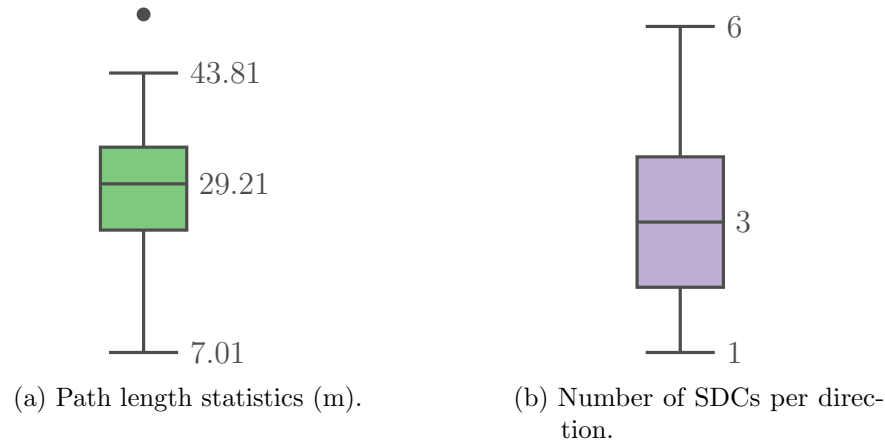 43.81
29.21
7.01
(a) Path length statistics (m).
6
3
1
(b) Number of SDCs per direc-
tion.